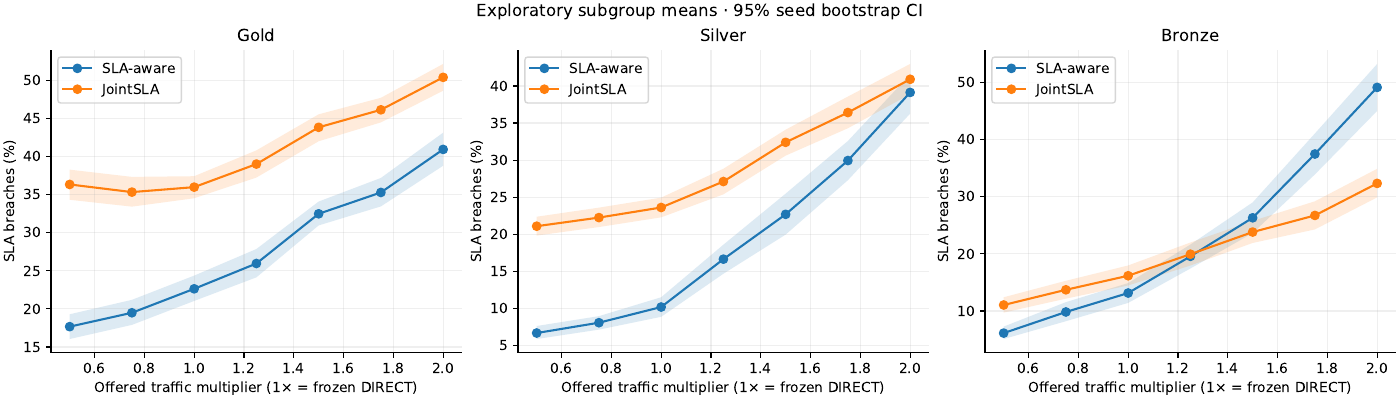 Exploratory subgroup means · 95% seed bootstrap CI
Gold
SLA-aware
JointSLA
SLA breaches (%)
50
45
40
35
30
25
20
15
0.6 0.8 1.0 1.2 1.4 1.6 1.8 2.0
Offered traffic multiplier (1× = frozen DIRECT)
Silver
SLA-aware
JointSLA
SLA breaches (%)
40
35
30
25
20
15
10
5
0.6 0.8 1.0 1.2 1.4 1.6 1.8 2.0
Offered traffic multiplier (1× = frozen DIRECT)
Bronze
SLA-aware
JointSLA
SLA breaches (%)
50
40
30
20
10
0.6 0.8 1.0 1.2 1.4 1.6 1.8 2.0
Offered traffic multiplier (1× = frozen DIRECT)